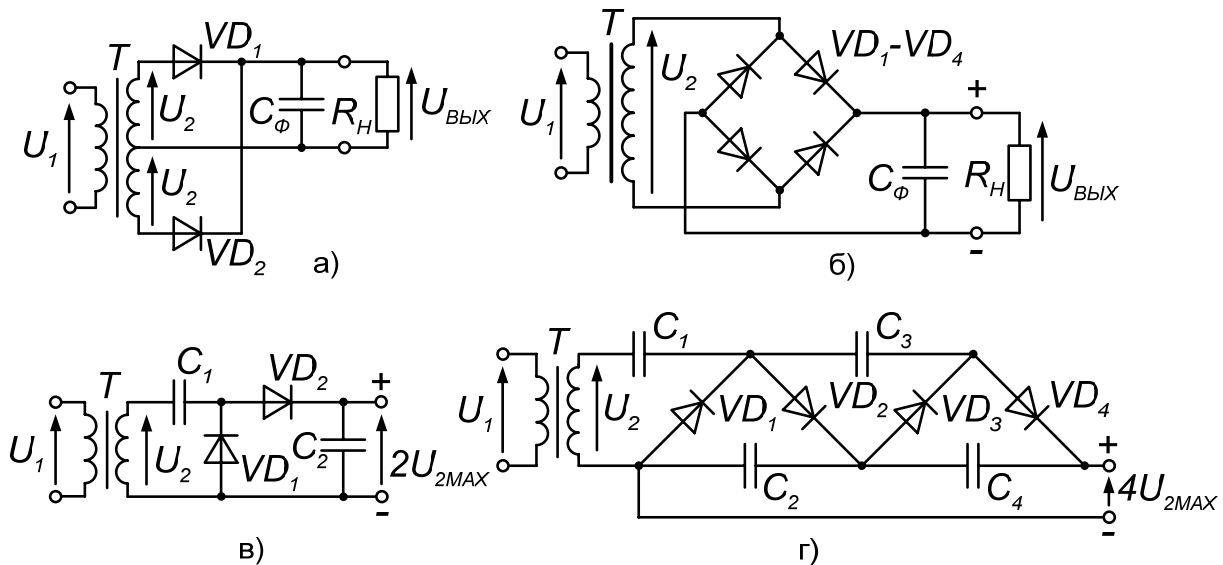 T VD1
U1 U2 U2 CФ RН UВЫХ
VD2
а)
T VD1-VD4
U1 U2 + CФ RН UВЫХ -
б)
C1 VD2
T +
U1 U2 VD1 C2 2U2MAX
-
в)
C1 C3
T
U1 U2 VD1 VD2 VD3 VD4
+
C2 C4 4U2MAX
-
г)